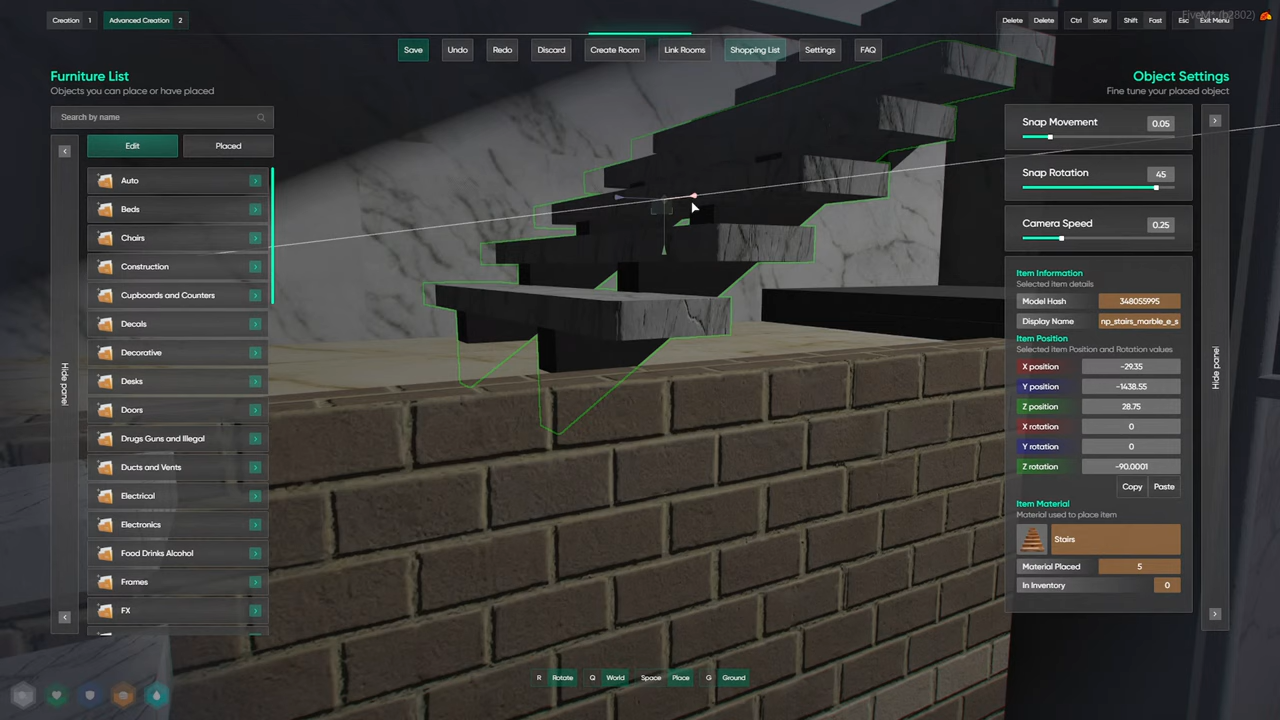 Creation 1 Advanced Creation 2
Delete Delete Ctrl Slow Shift Fast Esc Exit Menu
FiveM* (b2802)
Save Undo Redo Discard Create Room Link Rooms Shopping List Settings FAQ
Furniture List
Objects you can place or have placed
Search by name
Edit Placed
Auto
Beds
Chairs
Construction
Cupboards and Counters
Decals
Decorative
Desks
Doors
Drugs Guns and Illegal
Ducts and Vents
Electrical
Electronics
Food Drinks Alcohol
Frames
FX
Hide panel
Object Settings
Fine tune your placed object
Snap Movement 0.05
Snap Rotation 45
Camera Speed 0.25
Item Information
Selected item details
Model Hash 348055995
Display Name np_stairs_marble_e_s
Item Position
Selected Item Position and Rotation values
X position -29.35
Y position -1438.55
Z position 28.75
X rotation 0
Y rotation 0
Z rotation -90.0001
Copy Paste
Item Material
Material used to place item
Stairs
Material Placed 5
In Inventory 0
Hide panel
R Rotate Q World Space Place G Ground